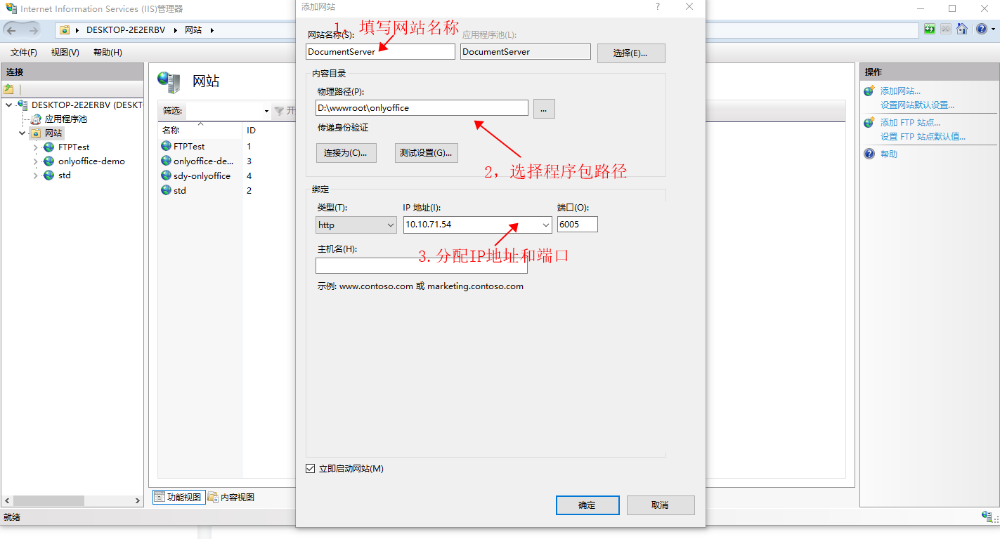 Internet Information Services (IIS)管理器
DESKTOP-2E2ERBV
网站
文件(F)
视图(V)
帮助(H)
连接
DESKTOP-2E2ERBV (DESKT
应用程序池
网站
FTPTest
onlyoffice-demo
std
就绪
网站
筛选:
开
名称
ID
FTPTest
1
onlyoffice-de...
3
sdy-onlyoffice
4
std
2
功能视图
内容视图
添加网站
?
1，填写网站名称
网站名称(S):
应用程序池(L):
DocumentServer
DocumentServer
选择(E)...
内容目录
物理路径(P):
D:\wwwroot\onlyoffice
...
传递身份验证
连接为(C)...
测试设置(G)...
2，选择程序包路径
绑定
类型(T):
IP 地址(I):
端口(O):
http
10.10.71.54
6005
主机名(H):
3.分配IP地址和端口
示例: www.contoso.com 或 marketing.contoso.com
立即启动网站(M)
确定
取消
操作
添加网站...
设置网站默认设置...
添加 FTP 站点...
设置 FTP 站点默认值...
帮助